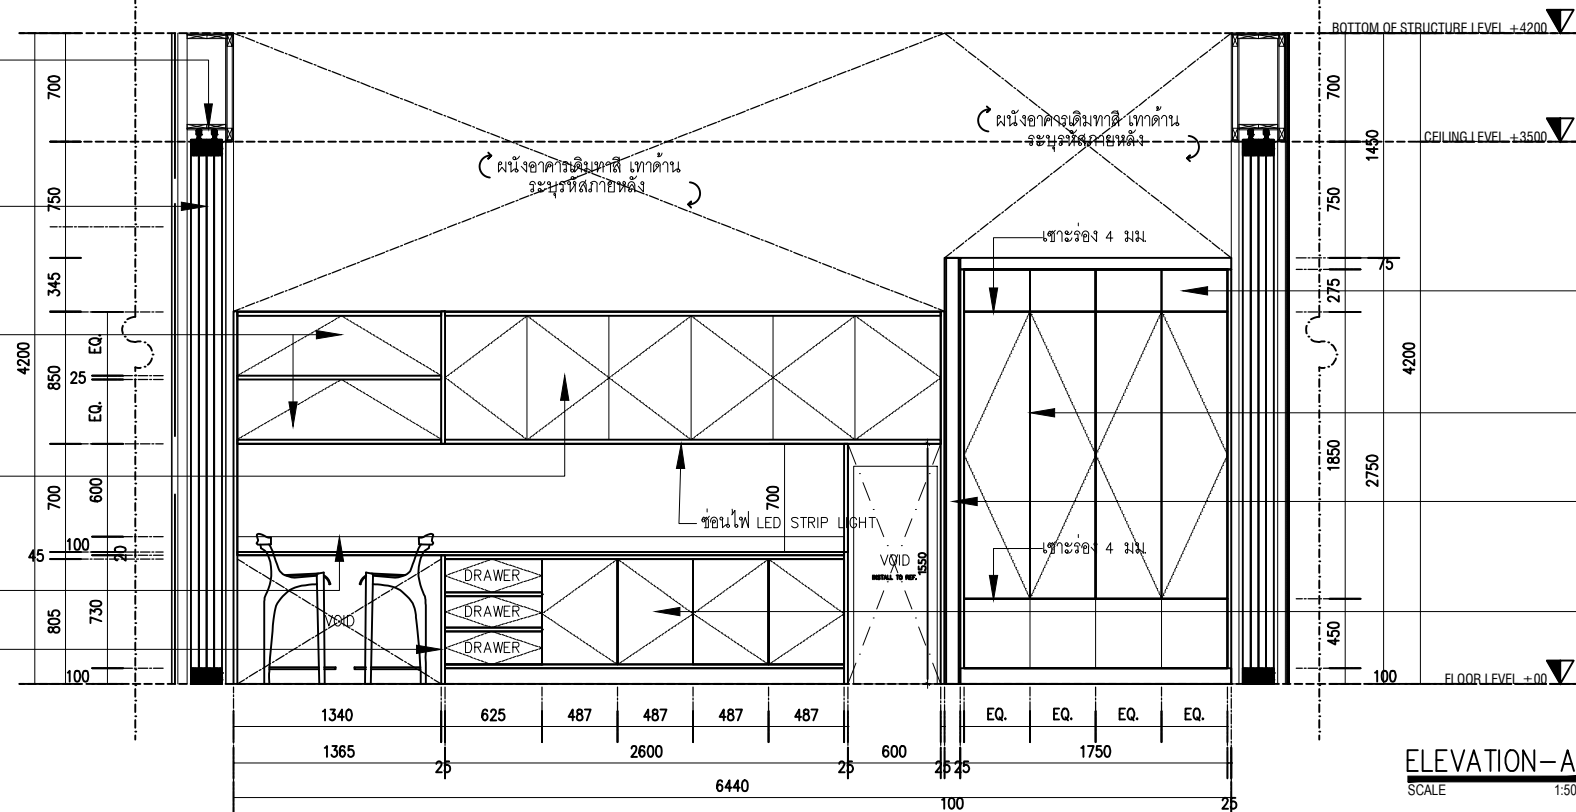 BOTTOM OF STRUCTURE LEVEL +4200
700
700
ผนังอาคารเดิมทาสี เทาด้าน
ระบุรหัสภายหลัง
CEILING LEVEL +3500
1450
ผนังอาคารเดิมทาสี เทาด้าน
ระบุรหัสภายหลัง
750
750
เซาะร่อง 4 มม.
75
345
275
4200
EQ.
850
25
EQ.
4200
1850
2750
700
600
700
ซ่อนไฟ LED STRIP LIGHT
100
45
20
เซาะร่อง 4 มม.
VOID
INSTALL TO REF.
1550
DRAWER
DRAWER
DRAWER
VOID
805
730
450
100
100
FLOOR LEVEL +00
1340
625
487
487
487
487
EQ.
EQ.
EQ.
EQ.
1365
25
2600
25
600
25
25
1750
6440
100
25
ELEVATION-A
SCALE 1:50